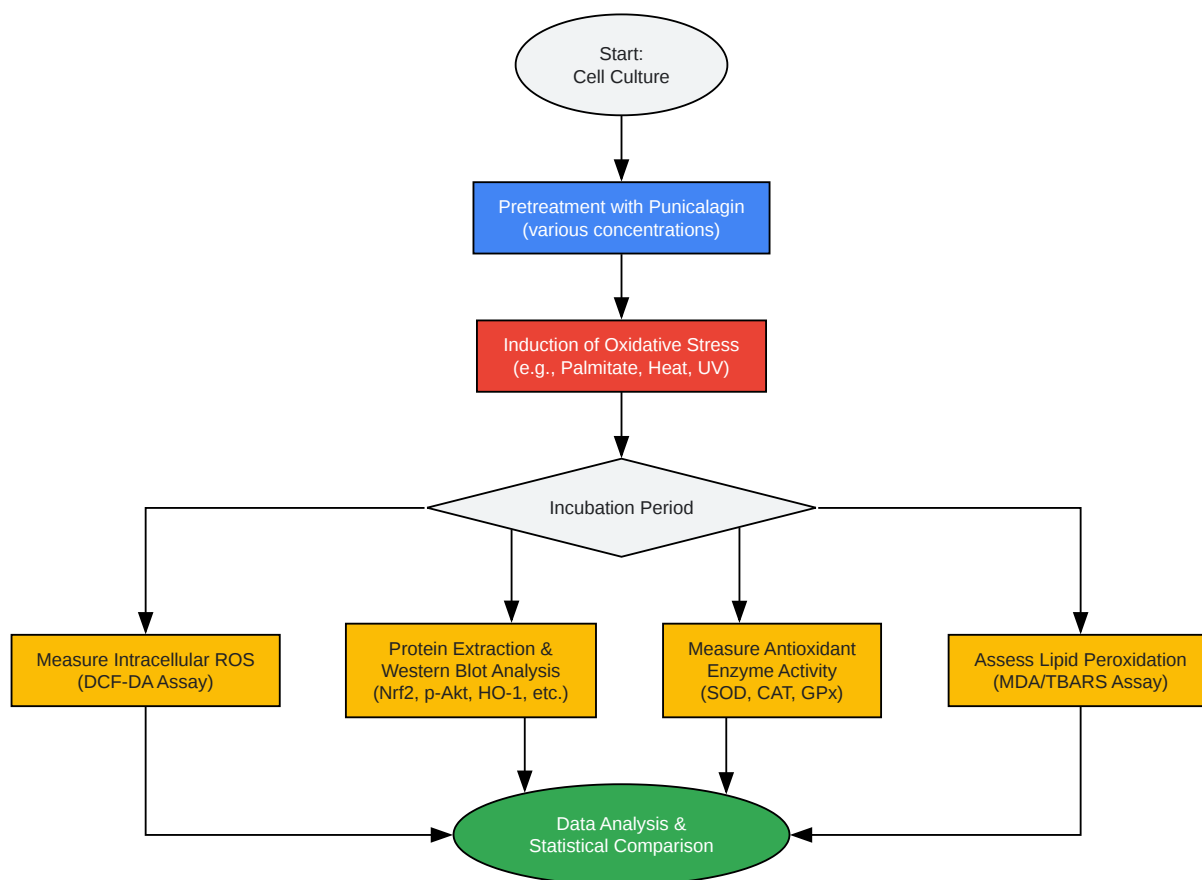 Start:
Cell Culture
Pretreatment with Punicalagin
(various concentrations)
Induction of Oxidative Stress
(e.g., Palmitate, Heat, UV)
Incubation Period
Measure Intracellular ROS
(DCF-DA Assay)
Protein Extraction &
Western Blot Analysis
(Nrf2, p-Akt, HO-1, etc.)
Measure Antioxidant
Enzyme Activity
(SOD, CAT, GPx)
Assess Lipid Peroxidation
(MDA/TBARS Assay)
Data Analysis &
Statistical Comparison